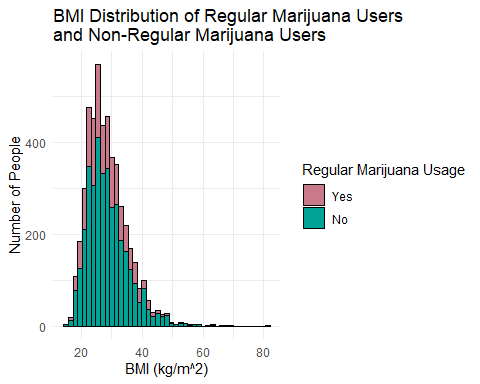 BMI Distribution of Regular Marijuana Users
and Non-Regular Marijuana Users
Number of People
400
200
0
20 40 60 80
BMI (kg/m^2)
Regular Marijuana Usage
Yes
No